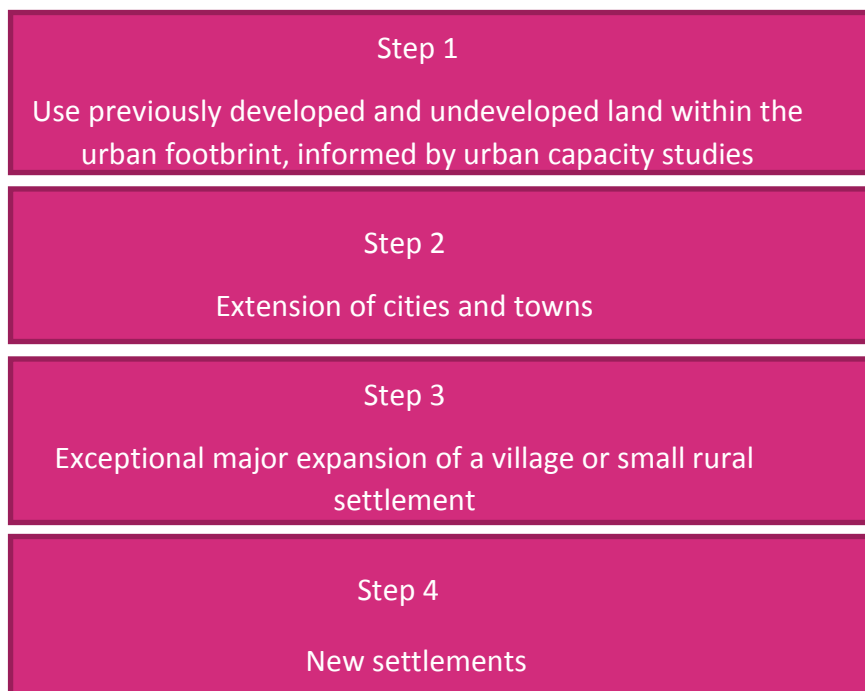 Step 1
Use previously developed and undeveloped land within the
urban footbrint, informed by urban capacity studies
Step 2
Extension of cities and towns
Step 3
Exceptional major expansion of a village or small rural
settlement
Step 4
New settlements